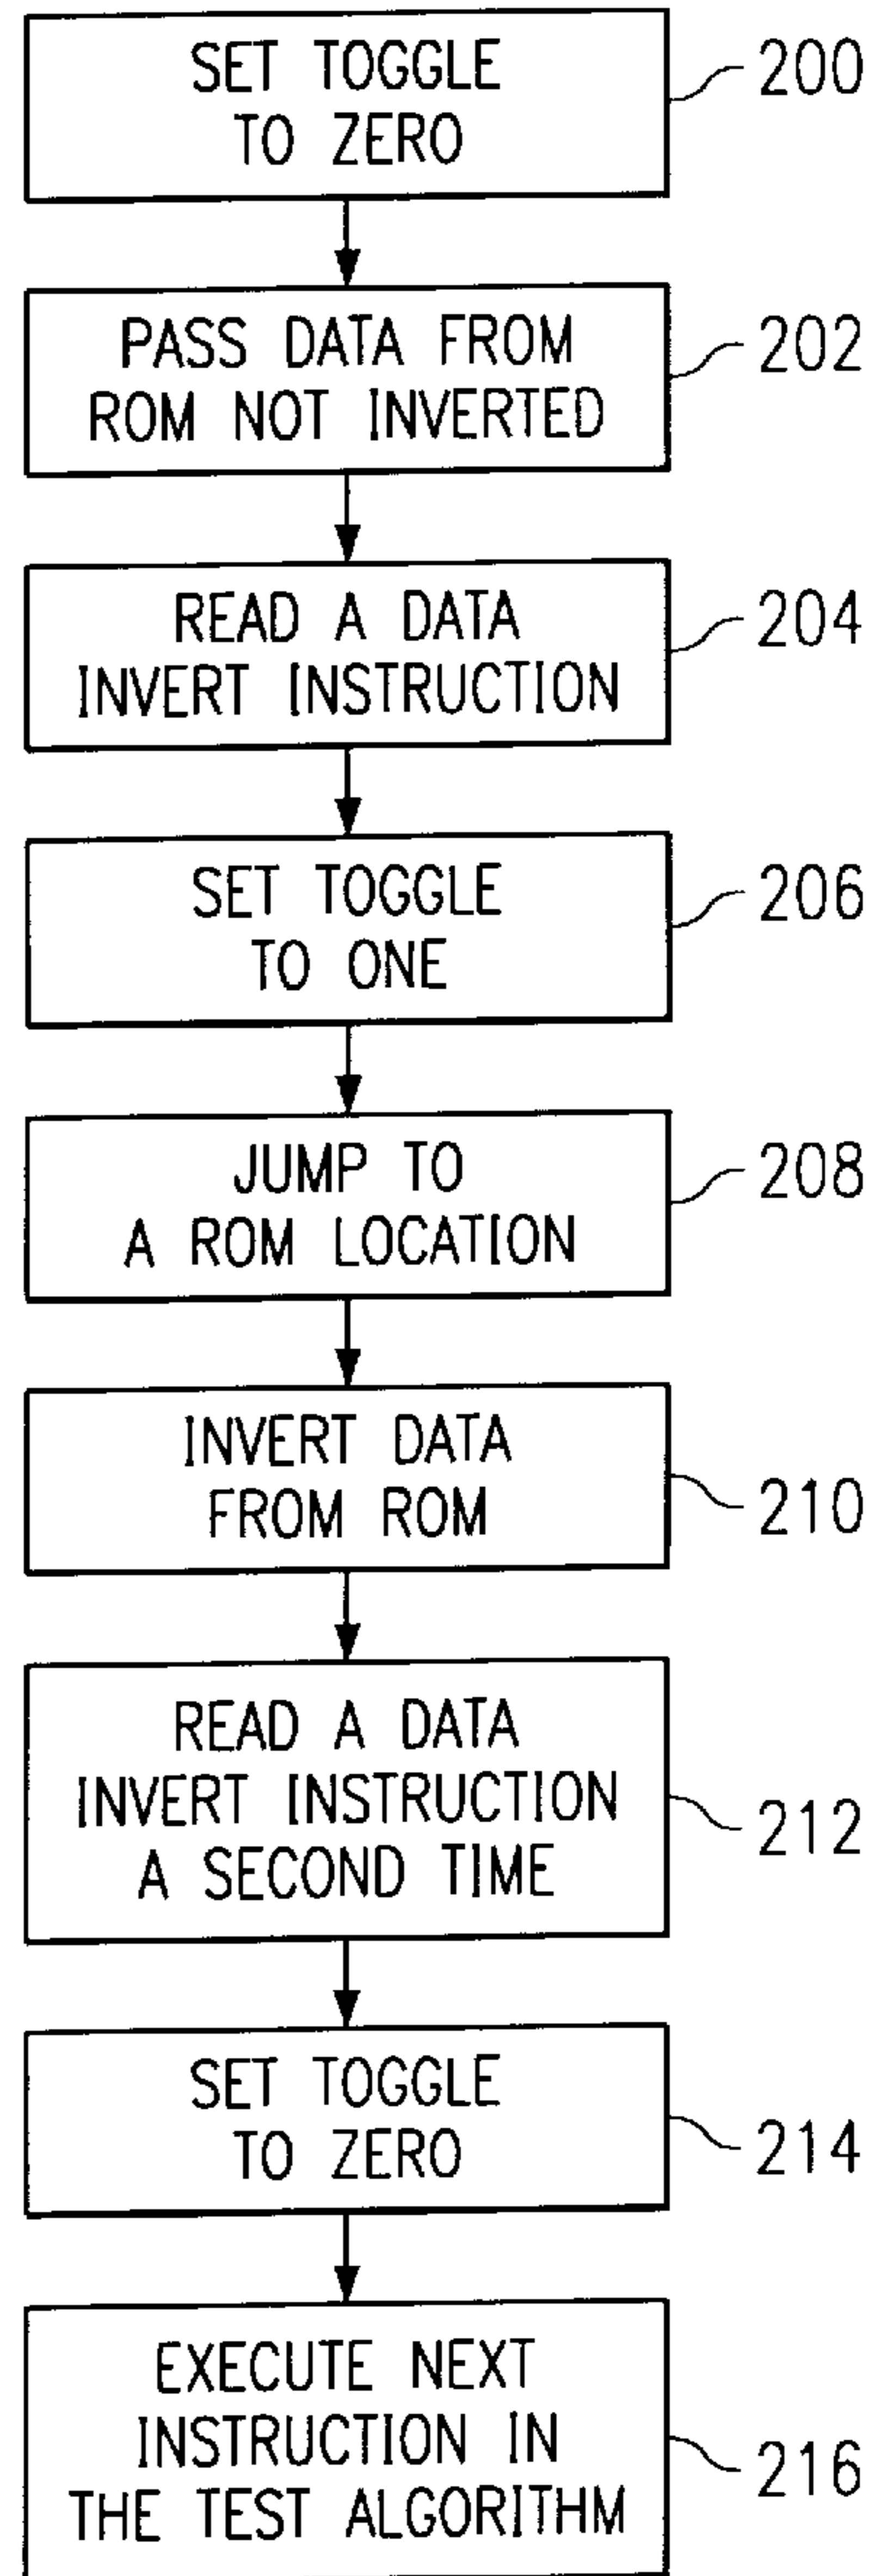 SET TOGGLE
TO ZERO
200
PASS DATA FROM
ROM NOT INVERTED
202
READ A DATA
INVERT INSTRUCTION
204
SET TOGGLE
TO ONE
206
JUMP TO
A ROM LOCATION
208
INVERT DATA
FROM ROM
210
READ A DATA
INVERT INSTRUCTION
A SECOND TIME
212
SET TOGGLE
TO ZERO
214
EXECUTE NEXT
INSTRUCTION IN
THE TEST ALGORITHM
216